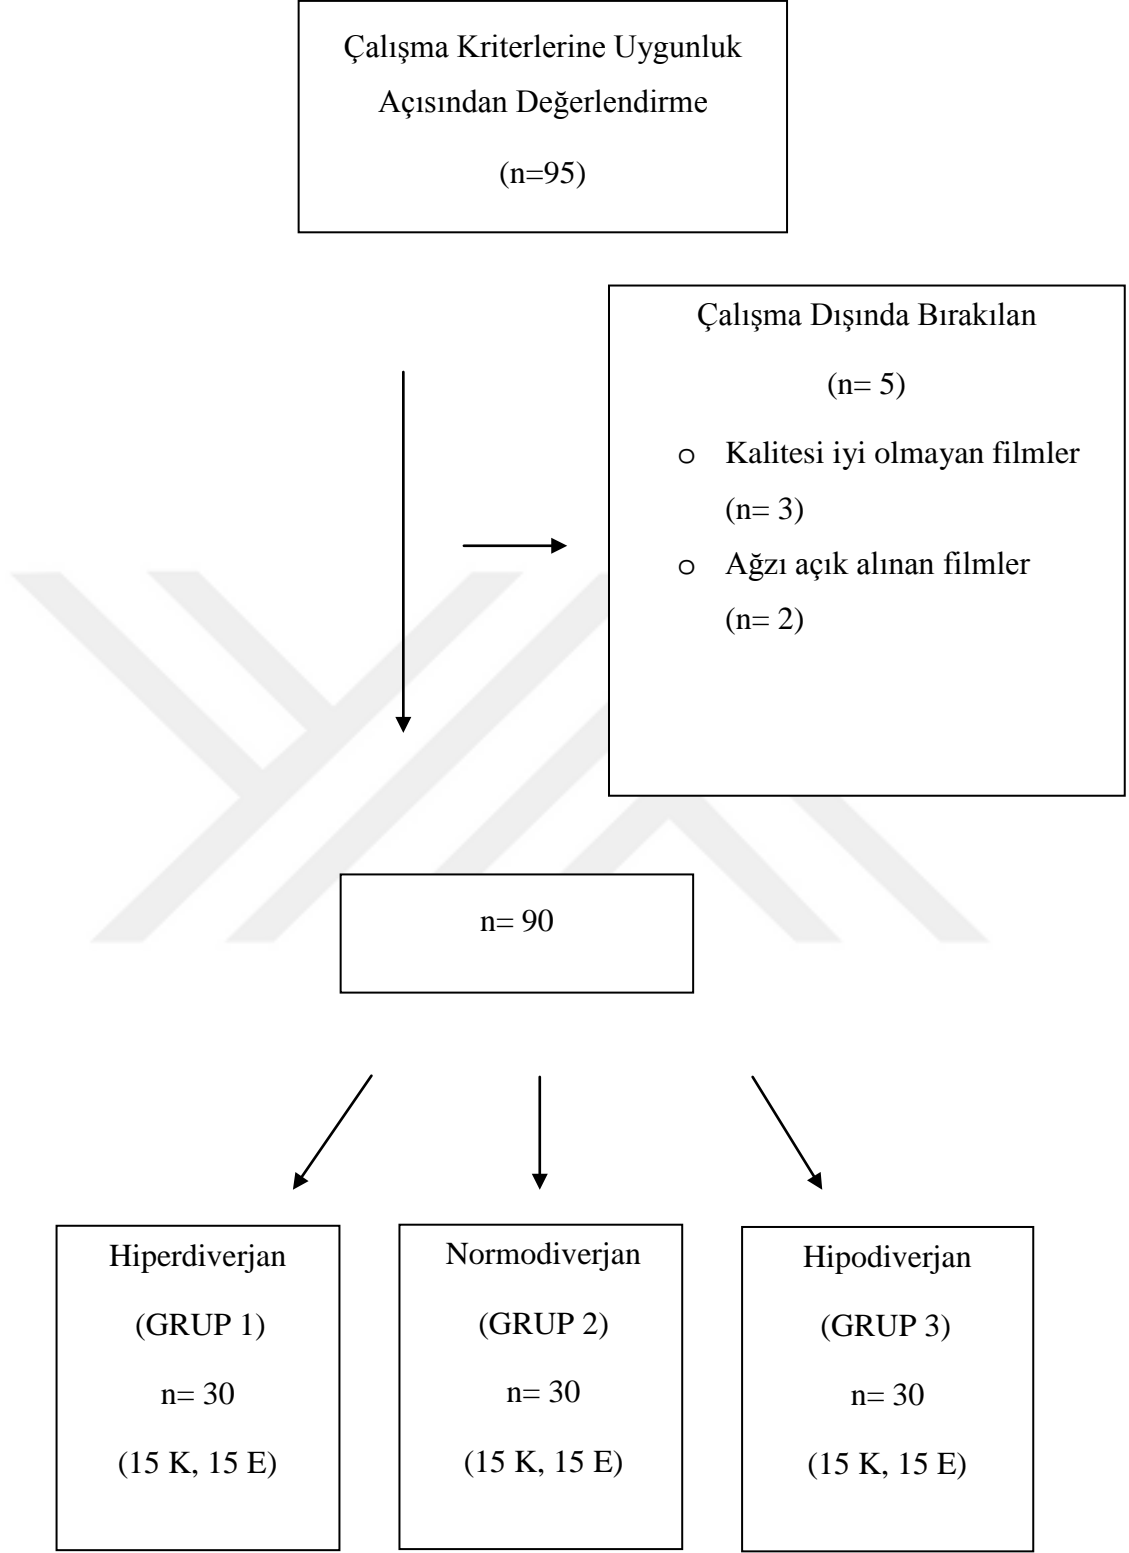 Çalışma Kriterlerine Uygunluk
Açısından Değerlendirme
(n=95)
Çalışma Dışında Bırakılan
(n= 5)
o Kalitesi iyi olmayan filmler
(n= 3)
o Ağzı açık alınan filmler
(n= 2)
n= 90
Hiperdiverjan
(GRUP 1)
n= 30
(15 K, 15 E)
Normodiverjan
(GRUP 2)
n= 30
(15 K, 15 E)
Hipodiverjan
(GRUP 3)
n= 30
(15 K, 15 E)